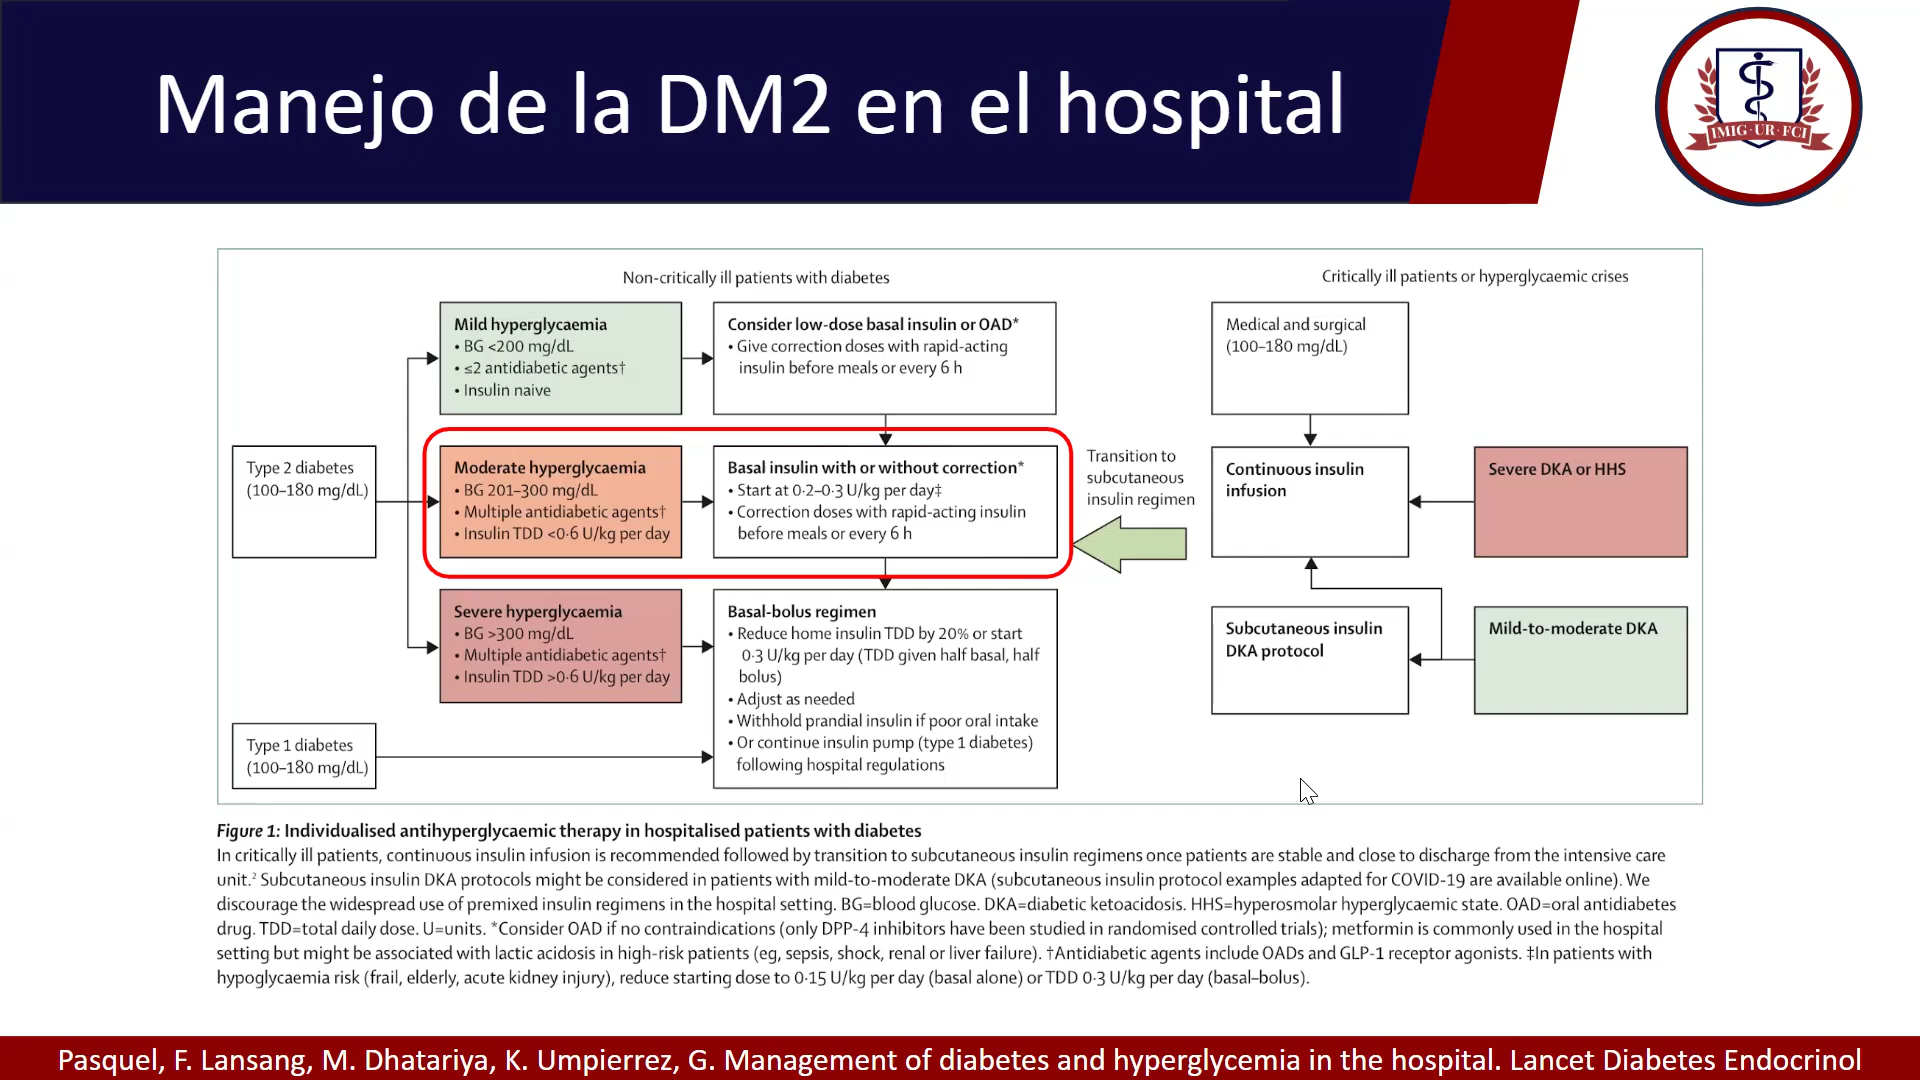 Manejo de la DM2 en el hospital
IMIG·UR·FCI
Non-critically ill patients with diabetes
Critically ill patients or hyperglycaemic crises
Mild hyperglycaemia
• BG <200 mg/dL
• ≤2 antidiabetic agents†
• Insulin naive
Consider low-dose basal insulin or OAD*
• Give correction doses with rapid-acting
insulin before meals or every 6 h
Medical and surgical
(100–180 mg/dL)
Type 2 diabetes
(100–180 mg/dL)
Moderate hyperglycaemia
• BG 201–300 mg/dL
• Multiple antidiabetic agents†
• Insulin TDD <0·6 U/kg per day
Basal insulin with or without correction*
• Start at 0·2–0·3 U/kg per day‡
• Correction doses with rapid-acting insulin
before meals or every 6 h
Transition to
subcutaneous
insulin regimen
Continuous insulin
infusion
Severe DKA or HHS
Severe hyperglycaemia
• BG >300 mg/dL
• Multiple antidiabetic agents†
• Insulin TDD >0·6 U/kg per day
Basal-bolus regimen
• Reduce home insulin TDD by 20% or start
0·3 U/kg per day (TDD given half basal, half
bolus)
• Adjust as needed
• Withhold prandial insulin if poor oral intake
• Or continue insulin pump (type 1 diabetes)
following hospital regulations
Subcutaneous insulin
DKA protocol
Mild-to-moderate DKA
Type 1 diabetes
(100–180 mg/dL)
Figure 1: Individualised antihyperglycaemic therapy in hospitalised patients with diabetes
In critically ill patients, continuous insulin infusion is recommended followed by transition to subcutaneous insulin regimens once patients are stable and close to discharge from the intensive care
unit.² Subcutaneous insulin DKA protocols might be considered in patients with mild-to-moderate DKA (subcutaneous insulin protocol examples adapted for COVID-19 are available online). We
discourage the widespread use of premixed insulin regimens in the hospital setting. BG=blood glucose. DKA=diabetic ketoacidosis. HHS=hyperosmolar hyperglycaemic state. OAD=oral antidiabetes
drug. TDD=total daily dose. U=units. *Consider OAD if no contraindications (only DPP-4 inhibitors have been studied in randomised controlled trials); metformin is commonly used in the hospital
setting but might be associated with lactic acidosis in high-risk patients (eg, sepsis, shock, renal or liver failure). †Antidiabetic agents include OADs and GLP-1 receptor agonists. ‡In patients with
hypoglycaemia risk (frail, elderly, acute kidney injury), reduce starting dose to 0·15 U/kg per day (basal alone) or TDD 0·3 U/kg per day (basal–bolus).
Pasquel, F. Lansang, M. Dhatariya, K. Umpierrez, G. Management of diabetes and hyperglycemia in the hospital. Lancet Diabetes Endocrinol